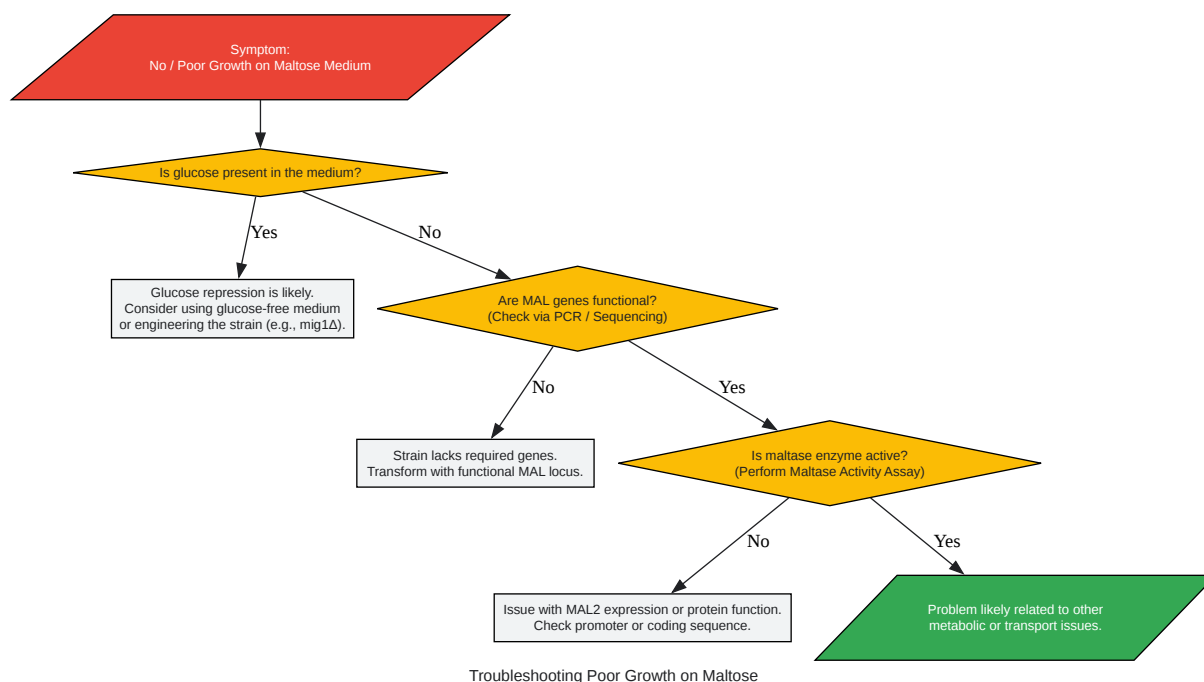 Symptom:
No / Poor Growth on Maltose Medium
Is glucose present in the medium?
Yes
No
Glucose repression is likely.
Consider using glucose-free medium
or engineering the strain (e.g., mig1Δ).
Are MAL genes functional?
(Check via PCR / Sequencing)
No
Yes
Strain lacks required genes.
Transform with functional MAL locus.
Is maltase enzyme active?
(Perform Maltase Activity Assay)
No
Yes
Issue with MAL2 expression or protein function.
Check promoter or coding sequence.
Problem likely related to other
metabolic or transport issues.
Troubleshooting Poor Growth on Maltose